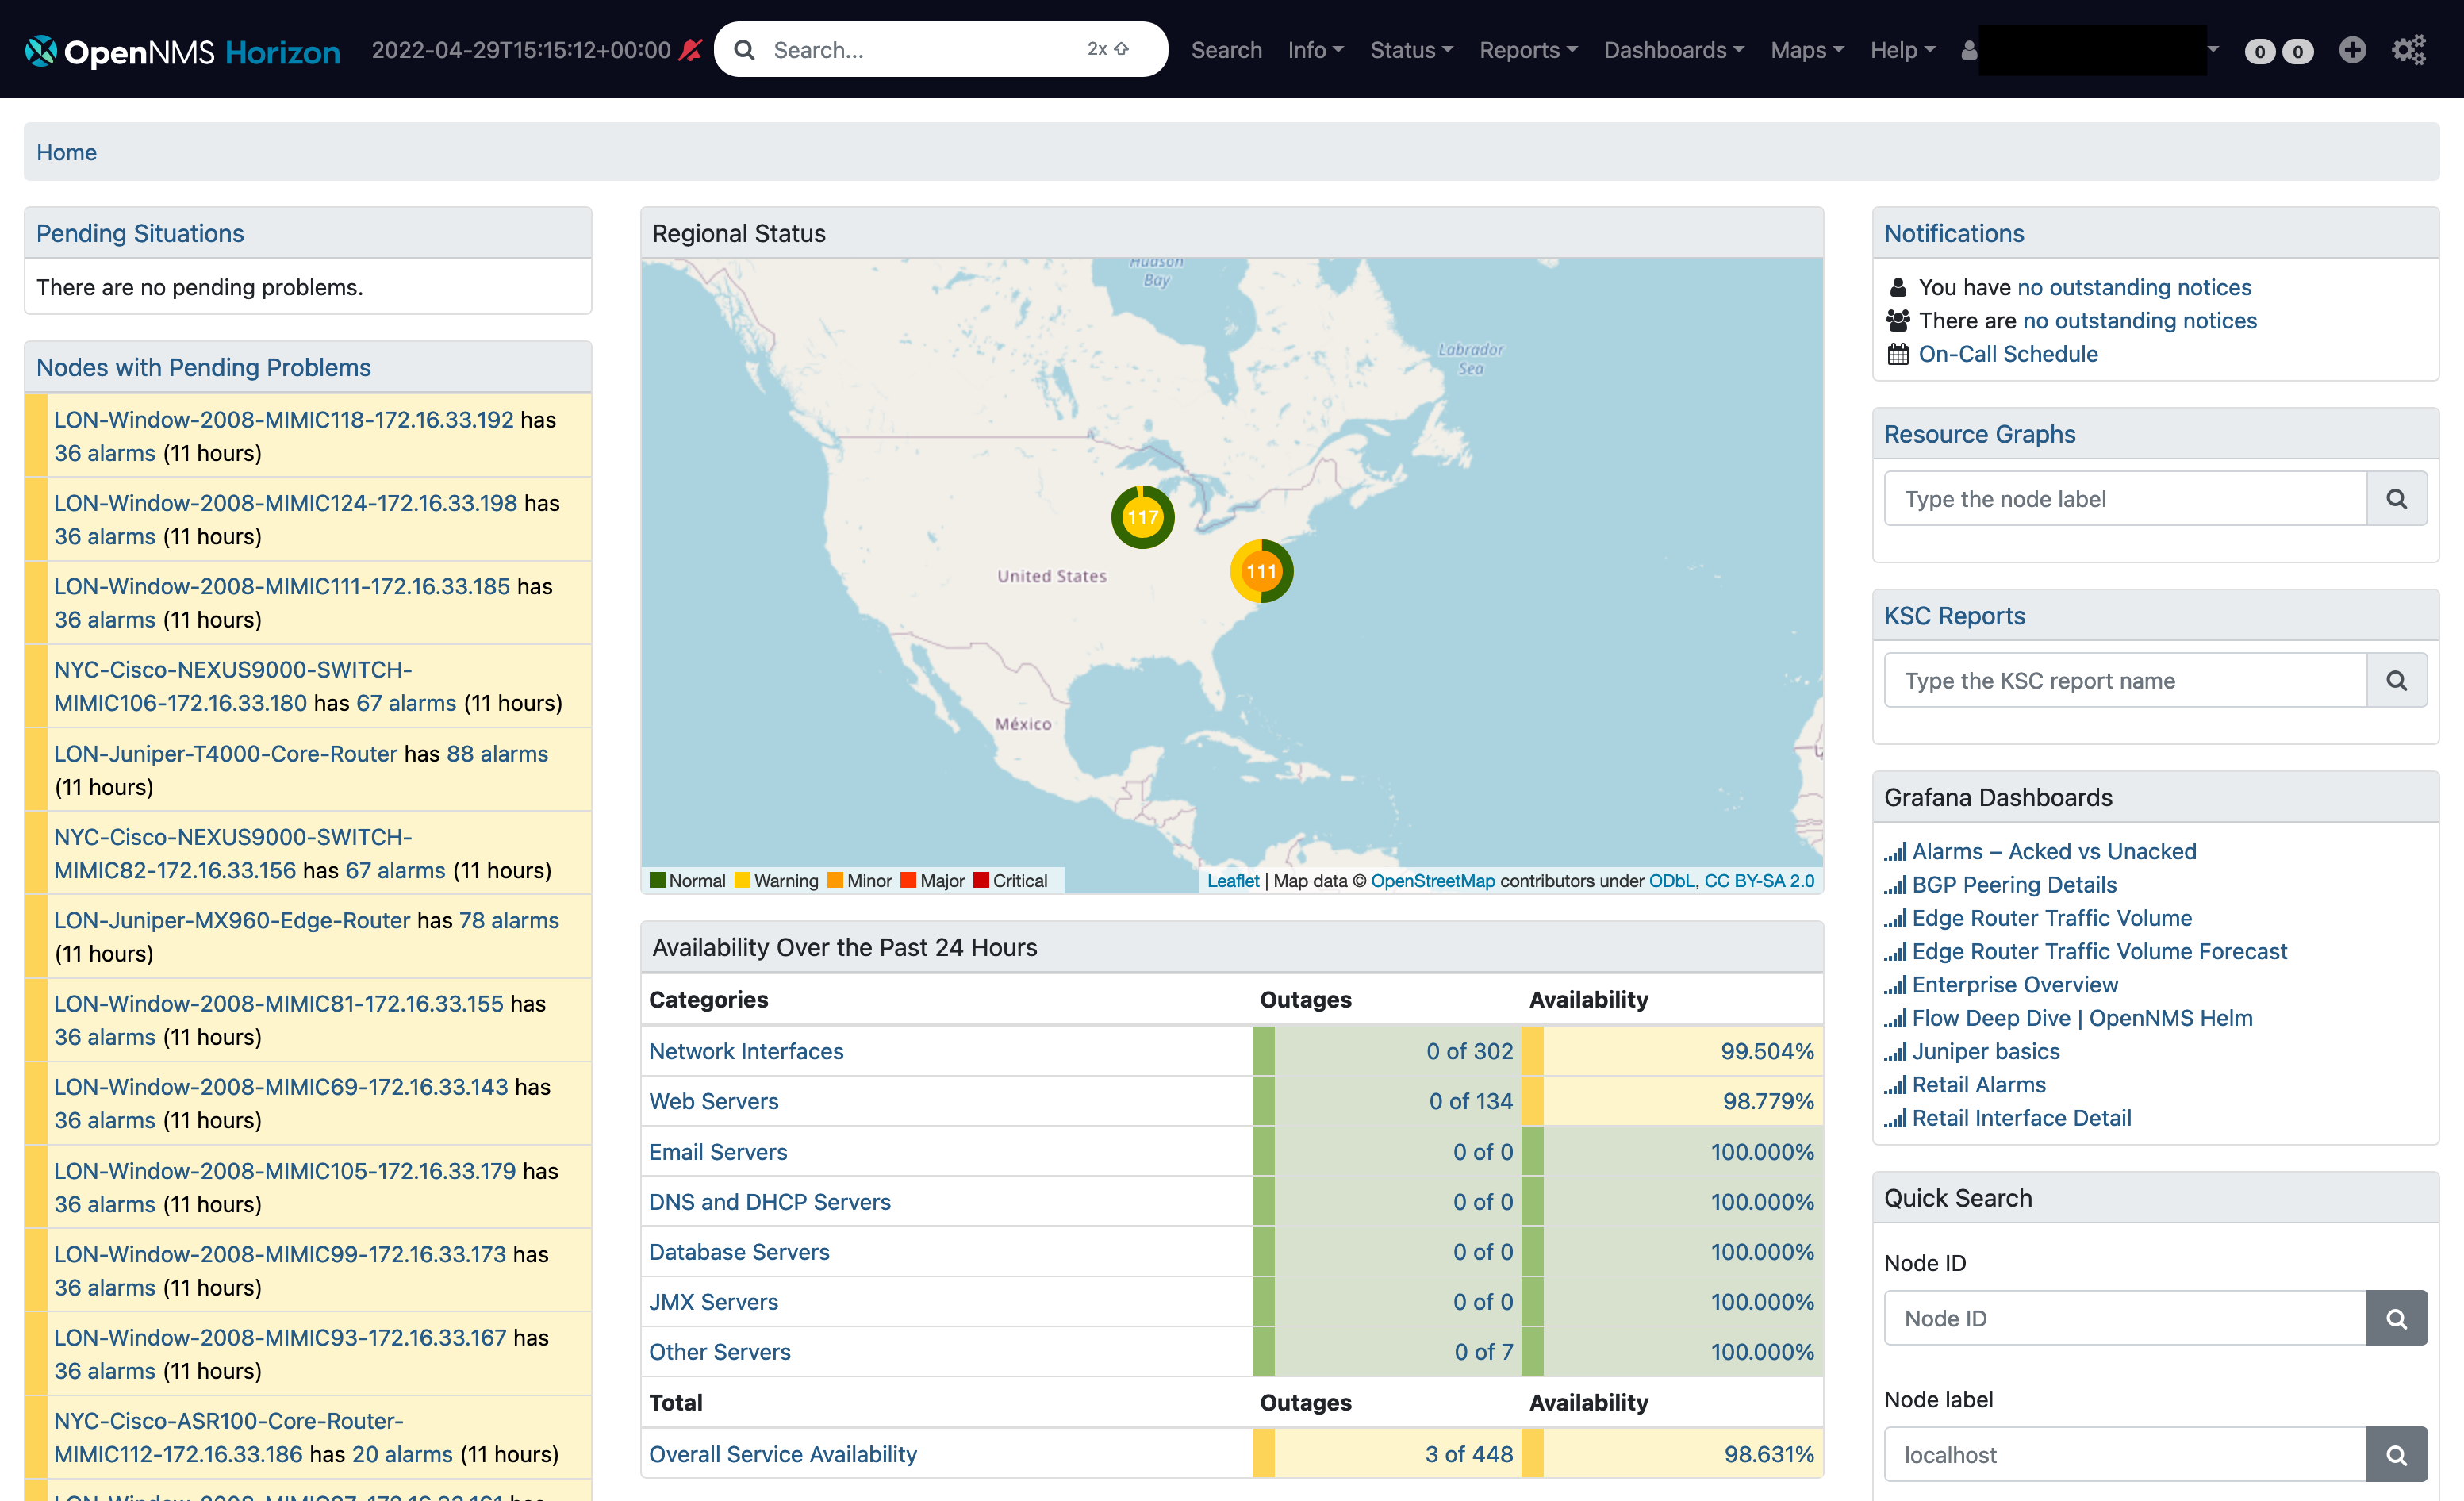 OpenNMS Horizon 2022-04-29T15:15:12+00:00 Search... 2x Search Info Status Reports Dashboards Maps Help 0 0
Home
Pending Situations
There are no pending problems.
Nodes with Pending Problems
LON-Window-2008-MIMIC118-172.16.33.192 has
36 alarms (11 hours)
LON-Window-2008-MIMIC124-172.16.33.198 has
36 alarms (11 hours)
LON-Window-2008-MIMIC111-172.16.33.185 has
36 alarms (11 hours)
NYC-Cisco-NEXUS9000-SWITCH-
MIMIC106-172.16.33.180 has 67 alarms (11 hours)
LON-Juniper-T4000-Core-Router has 88 alarms
(11 hours)
NYC-Cisco-NEXUS9000-SWITCH-
MIMIC82-172.16.33.156 has 67 alarms (11 hours)
LON-Juniper-MX960-Edge-Router has 78 alarms
(11 hours)
LON-Window-2008-MIMIC81-172.16.33.155 has
36 alarms (11 hours)
LON-Window-2008-MIMIC69-172.16.33.143 has
36 alarms (11 hours)
LON-Window-2008-MIMIC105-172.16.33.179 has
36 alarms (11 hours)
LON-Window-2008-MIMIC99-172.16.33.173 has
36 alarms (11 hours)
LON-Window-2008-MIMIC93-172.16.33.167 has
36 alarms (11 hours)
NYC-Cisco-ASR100-Core-Router-
MIMIC112-172.16.33.186 has 20 alarms (11 hours)
Regional Status
Hudson
Bay
Labrador
Sea
117
111
United States
México
Normal Warning Minor Major Critical
Leaflet | Map data © OpenStreetMap contributors under ODbL, CC BY-SA 2.0
Availability Over the Past 24 Hours
Categories Outages Availability
Network Interfaces 0 of 302 99.504%
Web Servers 0 of 134 98.779%
Email Servers 0 of 0 100.000%
DNS and DHCP Servers 0 of 0 100.000%
Database Servers 0 of 0 100.000%
JMX Servers 0 of 0 100.000%
Other Servers 0 of 7 100.000%
Total Outages Availability
Overall Service Availability 3 of 448 98.631%
Notifications
You have no outstanding notices
There are no outstanding notices
On-Call Schedule
Resource Graphs
Type the node label
KSC Reports
Type the KSC report name
Grafana Dashboards
Alarms – Acked vs Unacked
BGP Peering Details
Edge Router Traffic Volume
Edge Router Traffic Volume Forecast
Enterprise Overview
Flow Deep Dive | OpenNMS Helm
Juniper basics
Retail Alarms
Retail Interface Detail
Quick Search
Node ID
Node ID
Node label
localhost